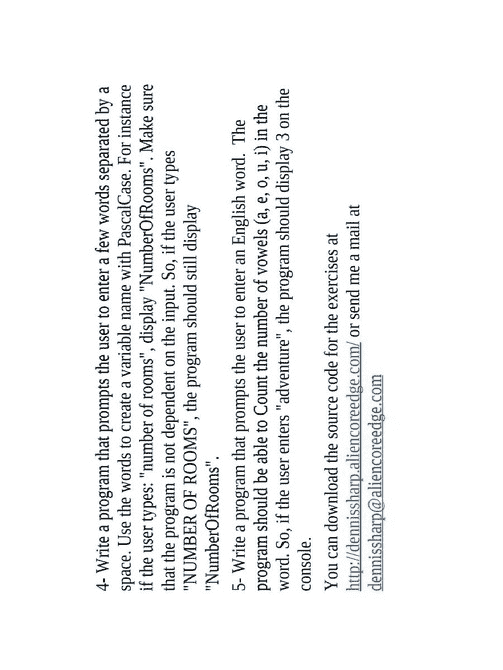 4- Write a program that prompts the user to enter a few words separated by a
space. Use the words to create a variable name with PascalCase. For instance
if the user types: "number of rooms", display "NumberOfRooms". Make sure
that the program is not dependent on the input. So, if the user types
"NUMBER OF ROOMS", the program should still display
"NumberOfRooms".
5- Write a program that prompts the user to enter an English word.  The
program should be able to Count the number of vowels (a, e, o, u, i) in the
word. So, if the user enters "adventure", the program should display 3 on the
console.
You can download the source code for the exercises at
http://dennissharp.aliencoreedge.com/ or send me a mail at
dennissharp@aliencoreedge.com